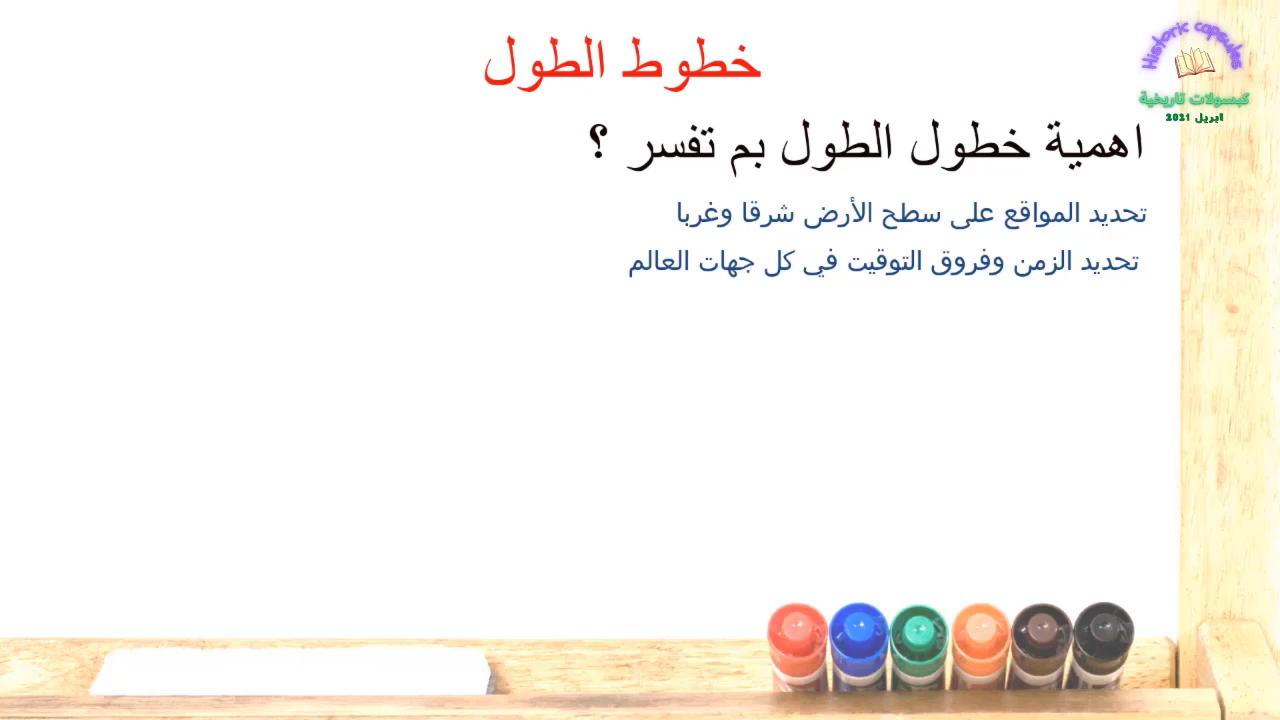 خطوط الطول
Historic capsules
كبسولات تاريخية
ابريل 2021
اهمية خطول الطول بم تفسر ؟
تحديد المواقع على سطح الأرض شرقا وغربا
تحديد الزمن وفروق التوقيت في كل جهات العالم